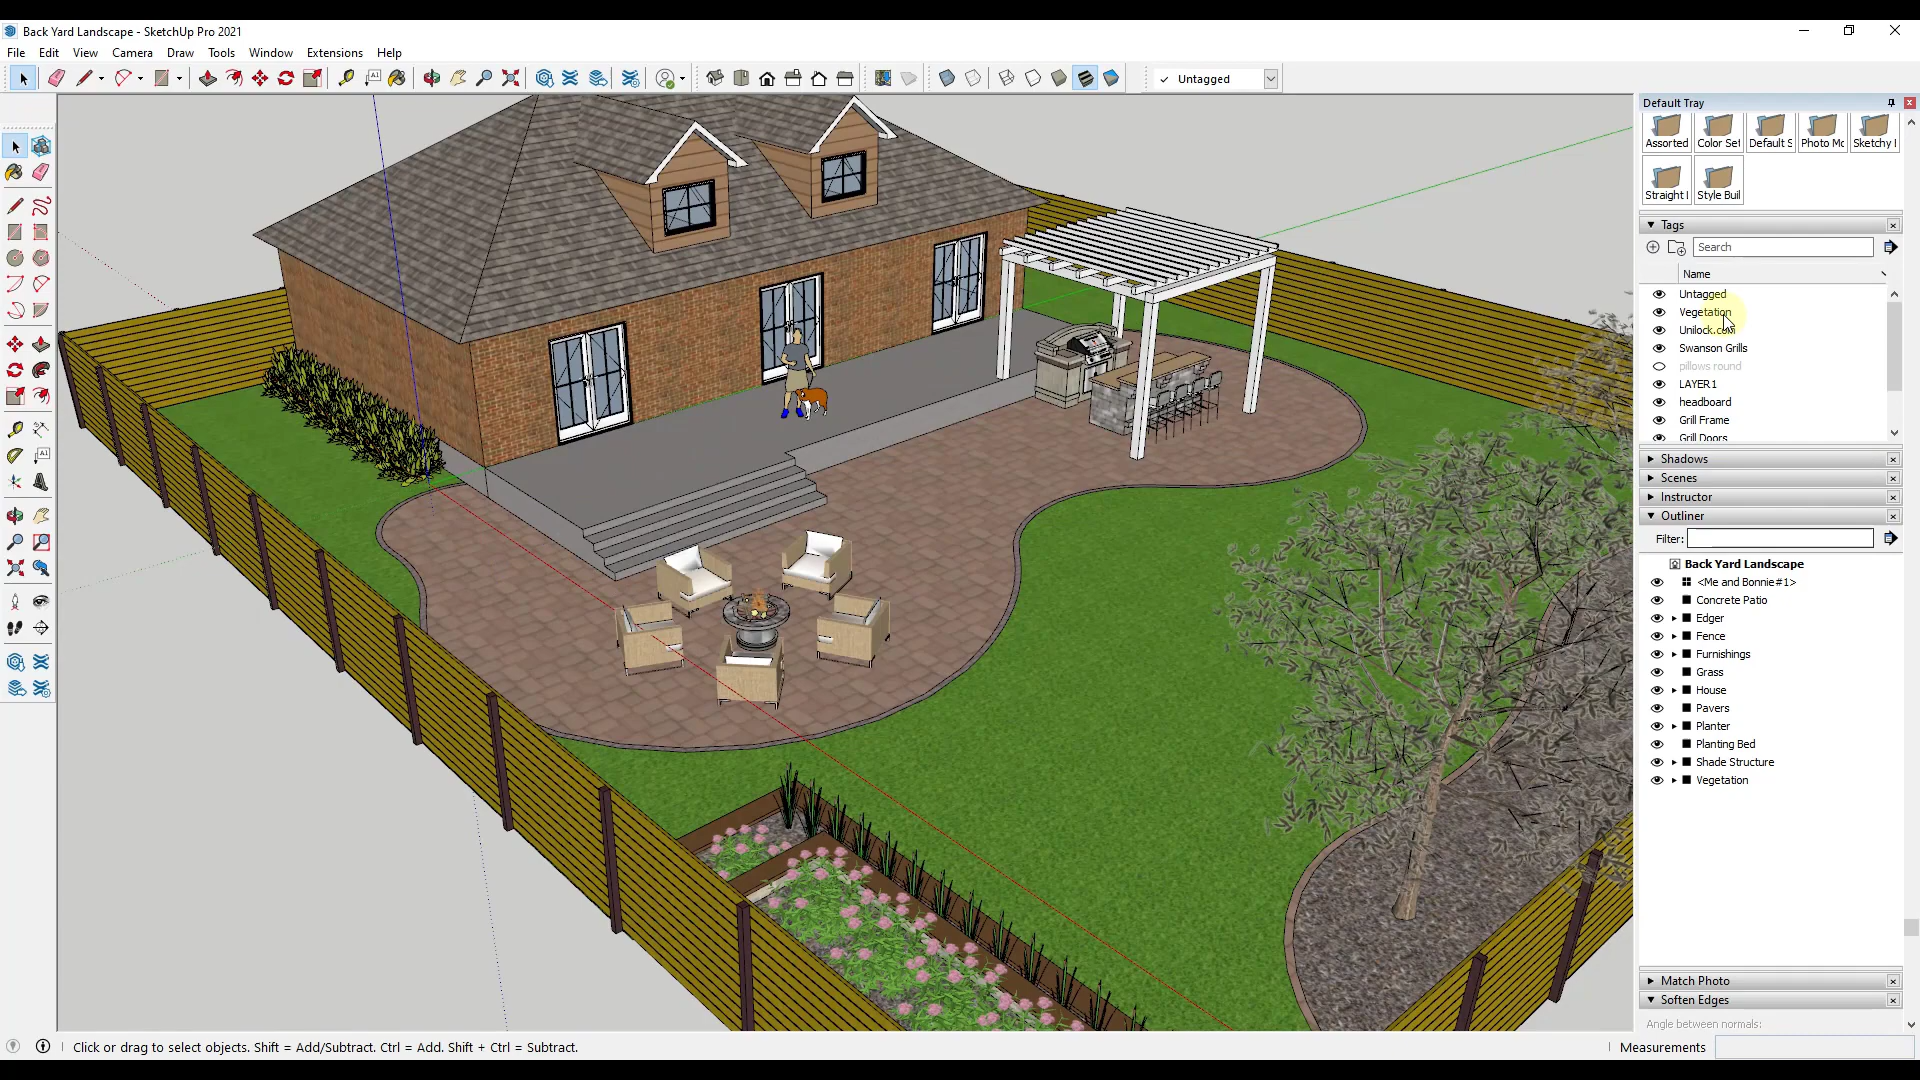 Back Yard Landscape - SketchUp Pro 2021
File Edit View Camera Draw Tools Window Extensions Help
Untagged
Default Tray
Assorted Color Set Default S Photo Mo Sketchy I
Straight I Style Buil
Tags
Search
Name
Untagged
Vegetation
Unilock.com
Swanson Grills
pillows round
LAYER1
headboard
Grill Frame
Grill Doors
Shadows
Scenes
Instructor
Outliner
Filter:
Back Yard Landscape
<Me and Bonnie#1>
Concrete Patio
Edger
Fence
Furnishings
Grass
House
Pavers
Planter
Planting Bed
Shade Structure
Vegetation
Match Photo
Soften Edges
Angle between normals:
Click or drag to select objects. Shift = Add/Subtract. Ctrl = Add. Shift + Ctrl = Subtract.
Measurements